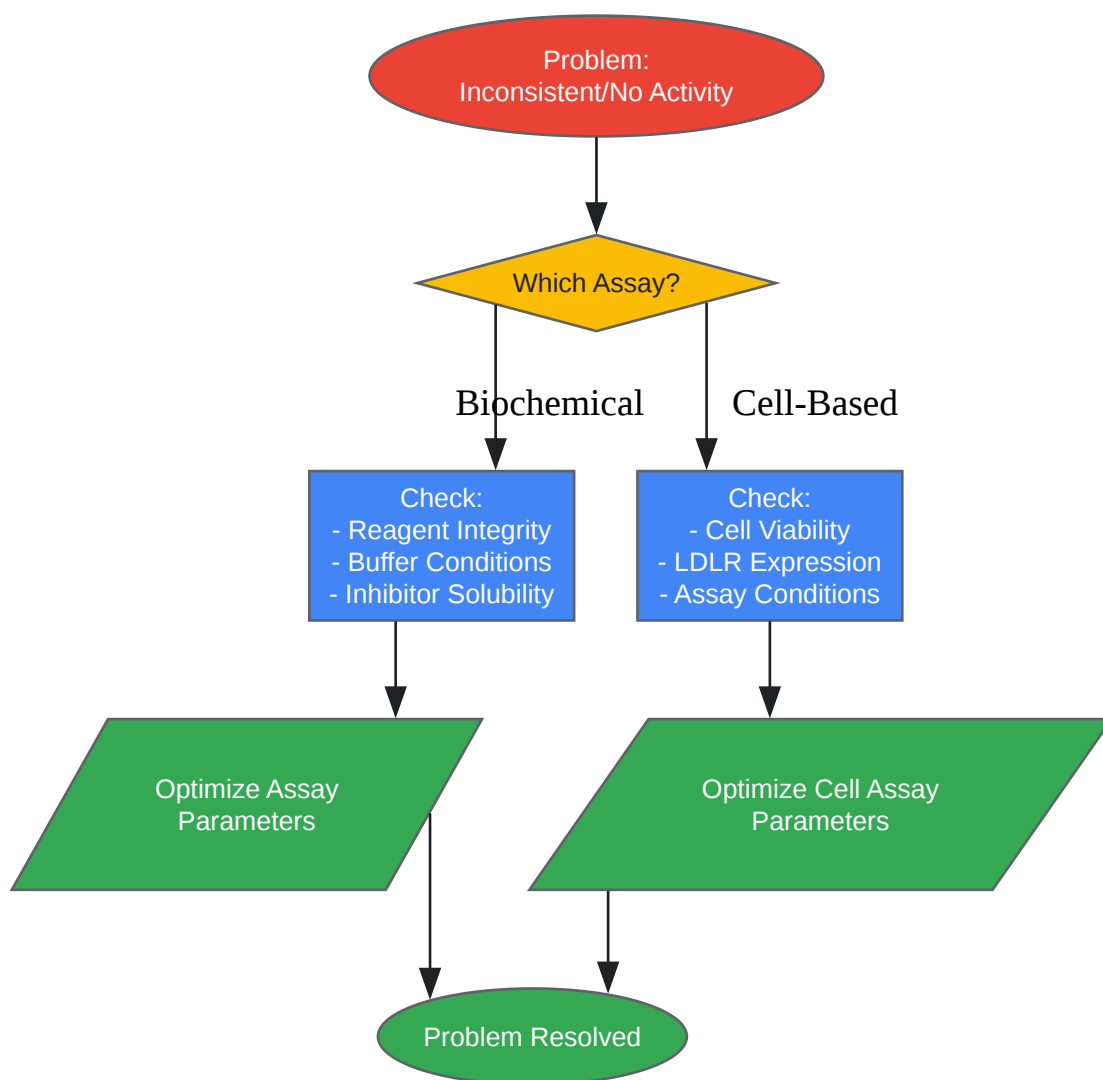 Problem:
Inconsistent/No Activity
Which Assay?
Biochemical
Cell-Based
Check:
- Reagent Integrity
- Buffer Conditions
- Inhibitor Solubility
Check:
- Cell Viability
- LDLR Expression
- Assay Conditions
Optimize Assay
Parameters
Optimize Cell Assay
Parameters
Problem Resolved